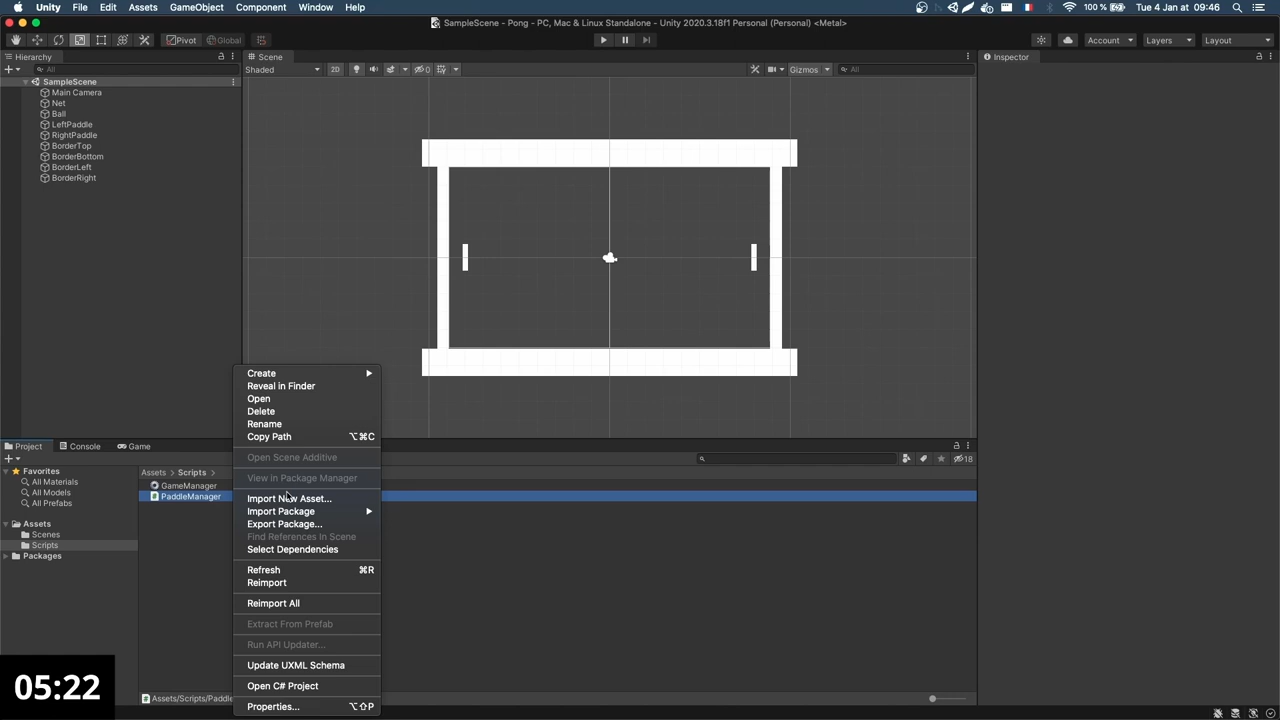 Unity File Edit Assets GameObject Component Window Help 100 % Tue 4 Jan at 09:46
SampleScene - Pong - PC, Mac & Linux Standalone - Unity 2020.3.18f1 Personal (Personal) <Metal>
Pivot Global Account Layers Layout
Hierarchy
All
SampleScene
Main Camera
Net
Ball
LeftPaddle
RightPaddle
BorderTop
BorderBottom
BorderLeft
BorderRight
Scene
Shaded 2D 0 Gizmos All
Inspector
Create
Reveal in Finder
Open
Delete
Rename
Copy Path ⌥⌘C
Open Scene Additive
View in Package Manager
Import New Asset...
Import Package
Export Package...
Find References In Scene
Select Dependencies
Refresh ⌘R
Reimport
Reimport All
Extract From Prefab
Run API Updater...
Update UXML Schema
Open C# Project
Properties... ⌥⇧P
Project Console Game
18
Favorites
All Materials
All Models
All Prefabs
Assets
Scenes
Scripts
Packages
Assets Scripts
GameManager
PaddleManager
Assets/Scripts/Paddle
05:22